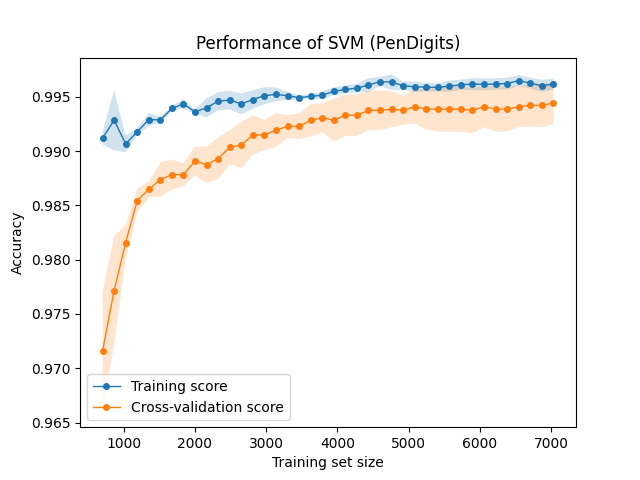 Performance of SVM (PenDigits)
Accuracy
0.995
0.990
0.985
0.980
0.975
0.970
0.965
Training score
Cross-validation score
1000 2000 3000 4000 5000 6000 7000
Training set size